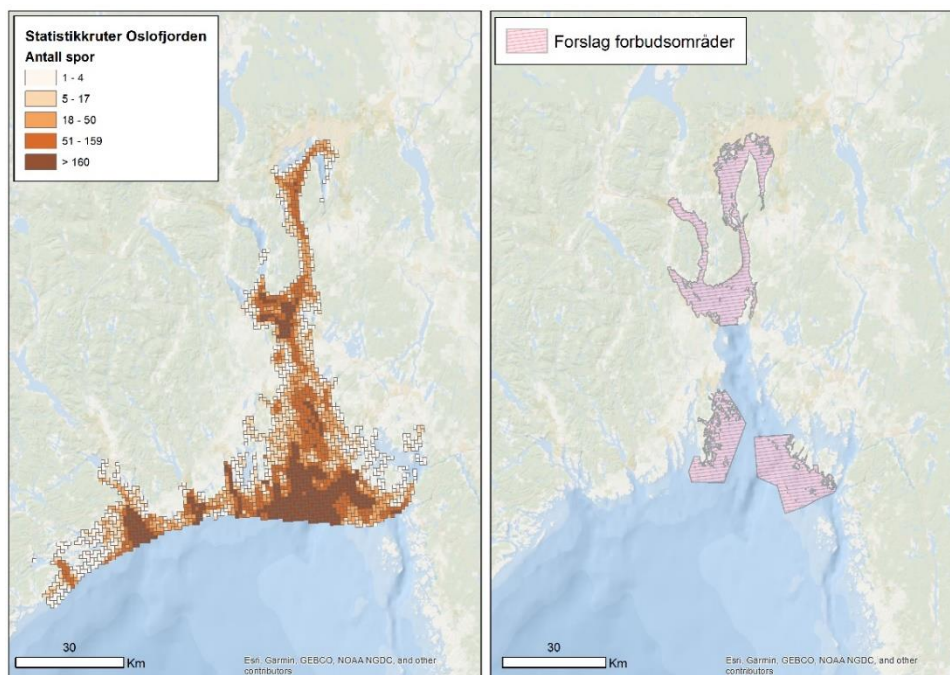 Statistikkruter Oslofjorden
Antall spor
1 - 4
5 - 17
18 - 50
51 - 159
> 160
30
Km
Esri, Garmin, GEBCO, NOAA NGDC, and other
contributors
Forslag forbudsområder
30
Km
Esri, Garmin, GEBCO, NOAA NGDC, and other
contributors